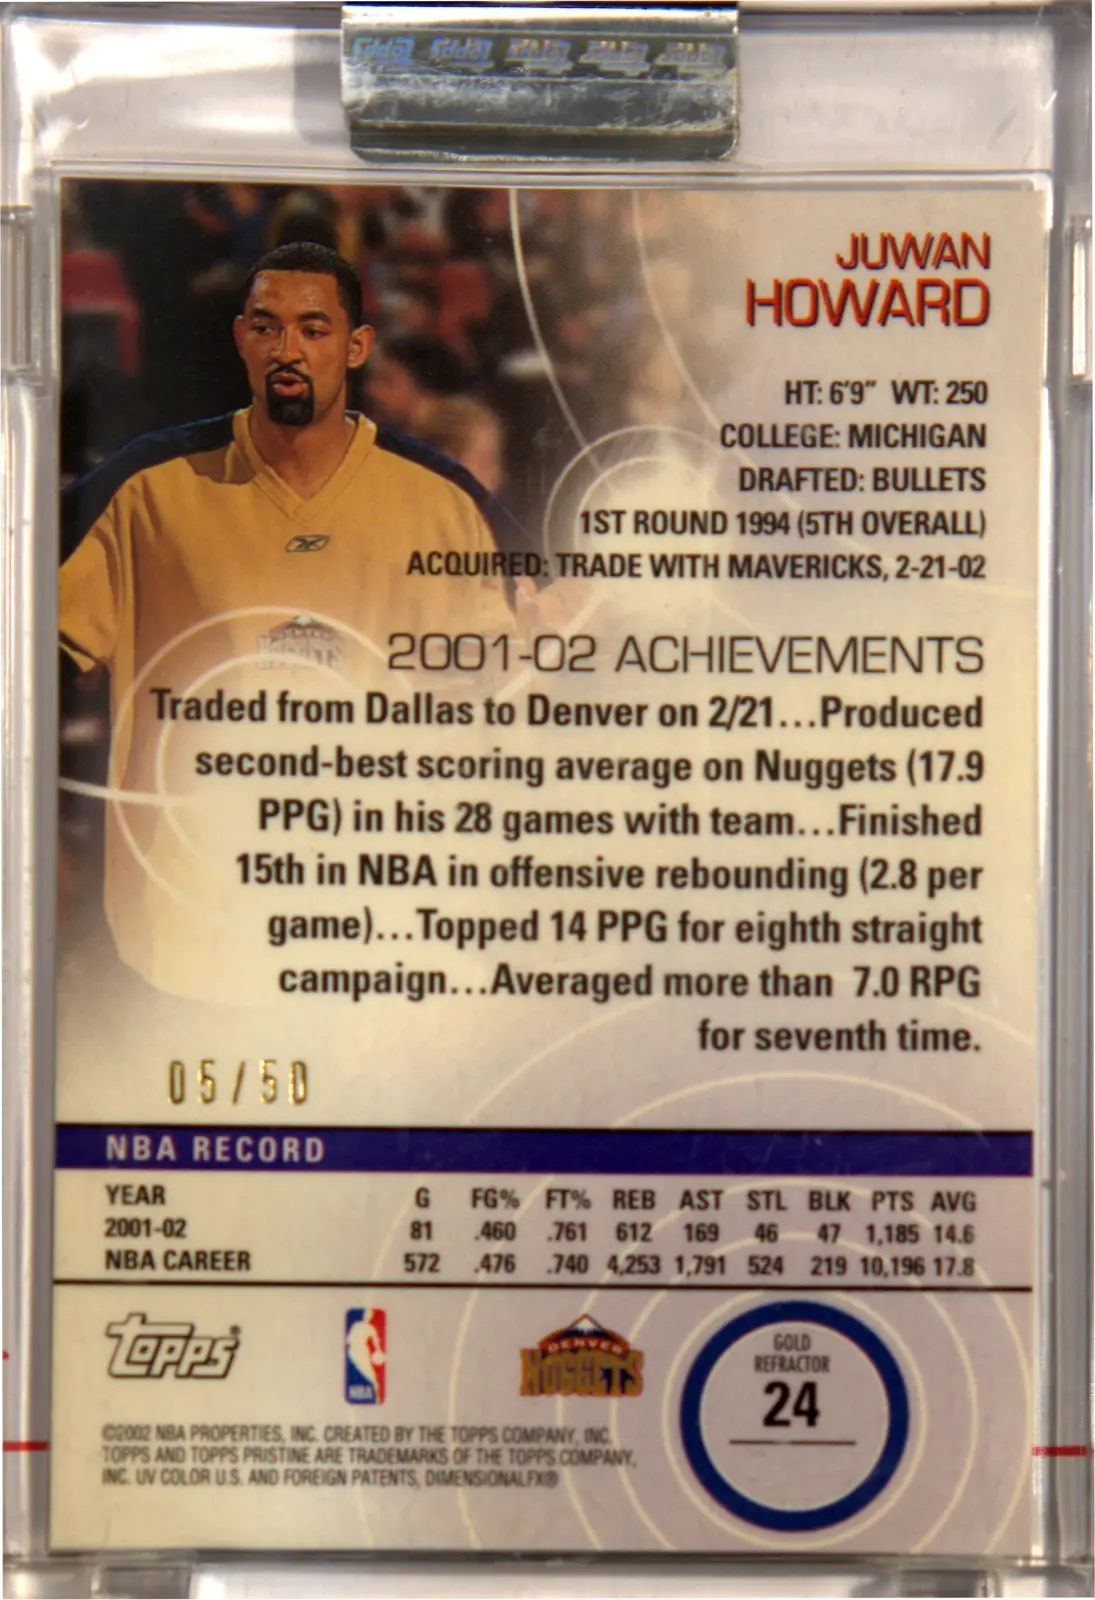 Topps Topps Topps Topps Topps
JUWAN
HOWARD
HT: 6'9" WT: 250
COLLEGE: MICHIGAN
DRAFTED: BULLETS
1ST ROUND 1994 (5TH OVERALL)
ACQUIRED: TRADE WITH MAVERICKS, 2-21-02
NUGGETS
2001-02 ACHIEVEMENTS
Traded from Dallas to Denver on 2/21...Produced
second-best scoring average on Nuggets (17.9
PPG) in his 28 games with team...Finished
15th in NBA in offensive rebounding (2.8 per
game)...Topped 14 PPG for eighth straight
campaign...Averaged more than 7.0 RPG
for seventh time.
05/50
NBA RECORD
YEAR G FG% FT% REB AST STL BLK PTS AVG
2001-02 81 .460 .761 612 169 46 47 1,185 14.6
NBA CAREER 572 .476 .740 4,253 1,791 524 219 10,196 17.8
Topps®
NBA
DENVER
NUGGETS
GOLD
REFRACTOR
24
©2002 NBA PROPERTIES, INC. CREATED BY THE TOPPS COMPANY, INC.
TOPPS AND TOPPS PRISTINE ARE TRADEMARKS OF THE TOPPS COMPANY,
INC. UV COLOR U.S. AND FOREIGN PATENTS, DIMENSIONALFX®